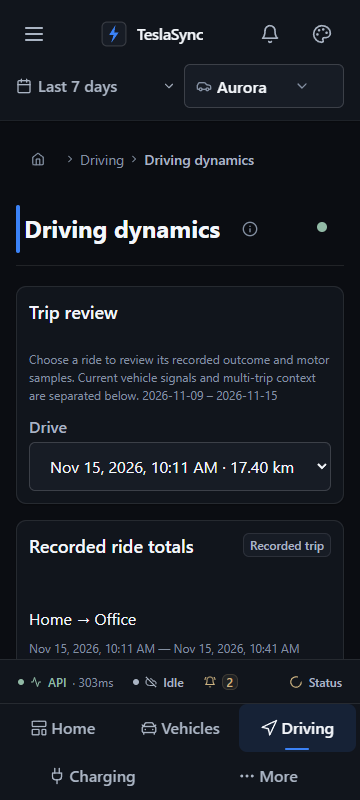 TeslaSync
Last 7 days
Aurora
Driving
Driving dynamics
Driving dynamics
Trip review
Choose a ride to review its recorded outcome and motor
samples. Current vehicle signals and multi-trip context
are separated below. 2026-11-09 – 2026-11-15
Drive
Nov 15, 2026, 10:11 AM · 17.40 km
Recorded ride totals
Recorded trip
Home → Office
Nov 15, 2026, 10:11 AM — Nov 15, 2026, 10:41 AM
API · 303ms
Idle
2
Status
Home
Vehicles
Driving
Charging
More